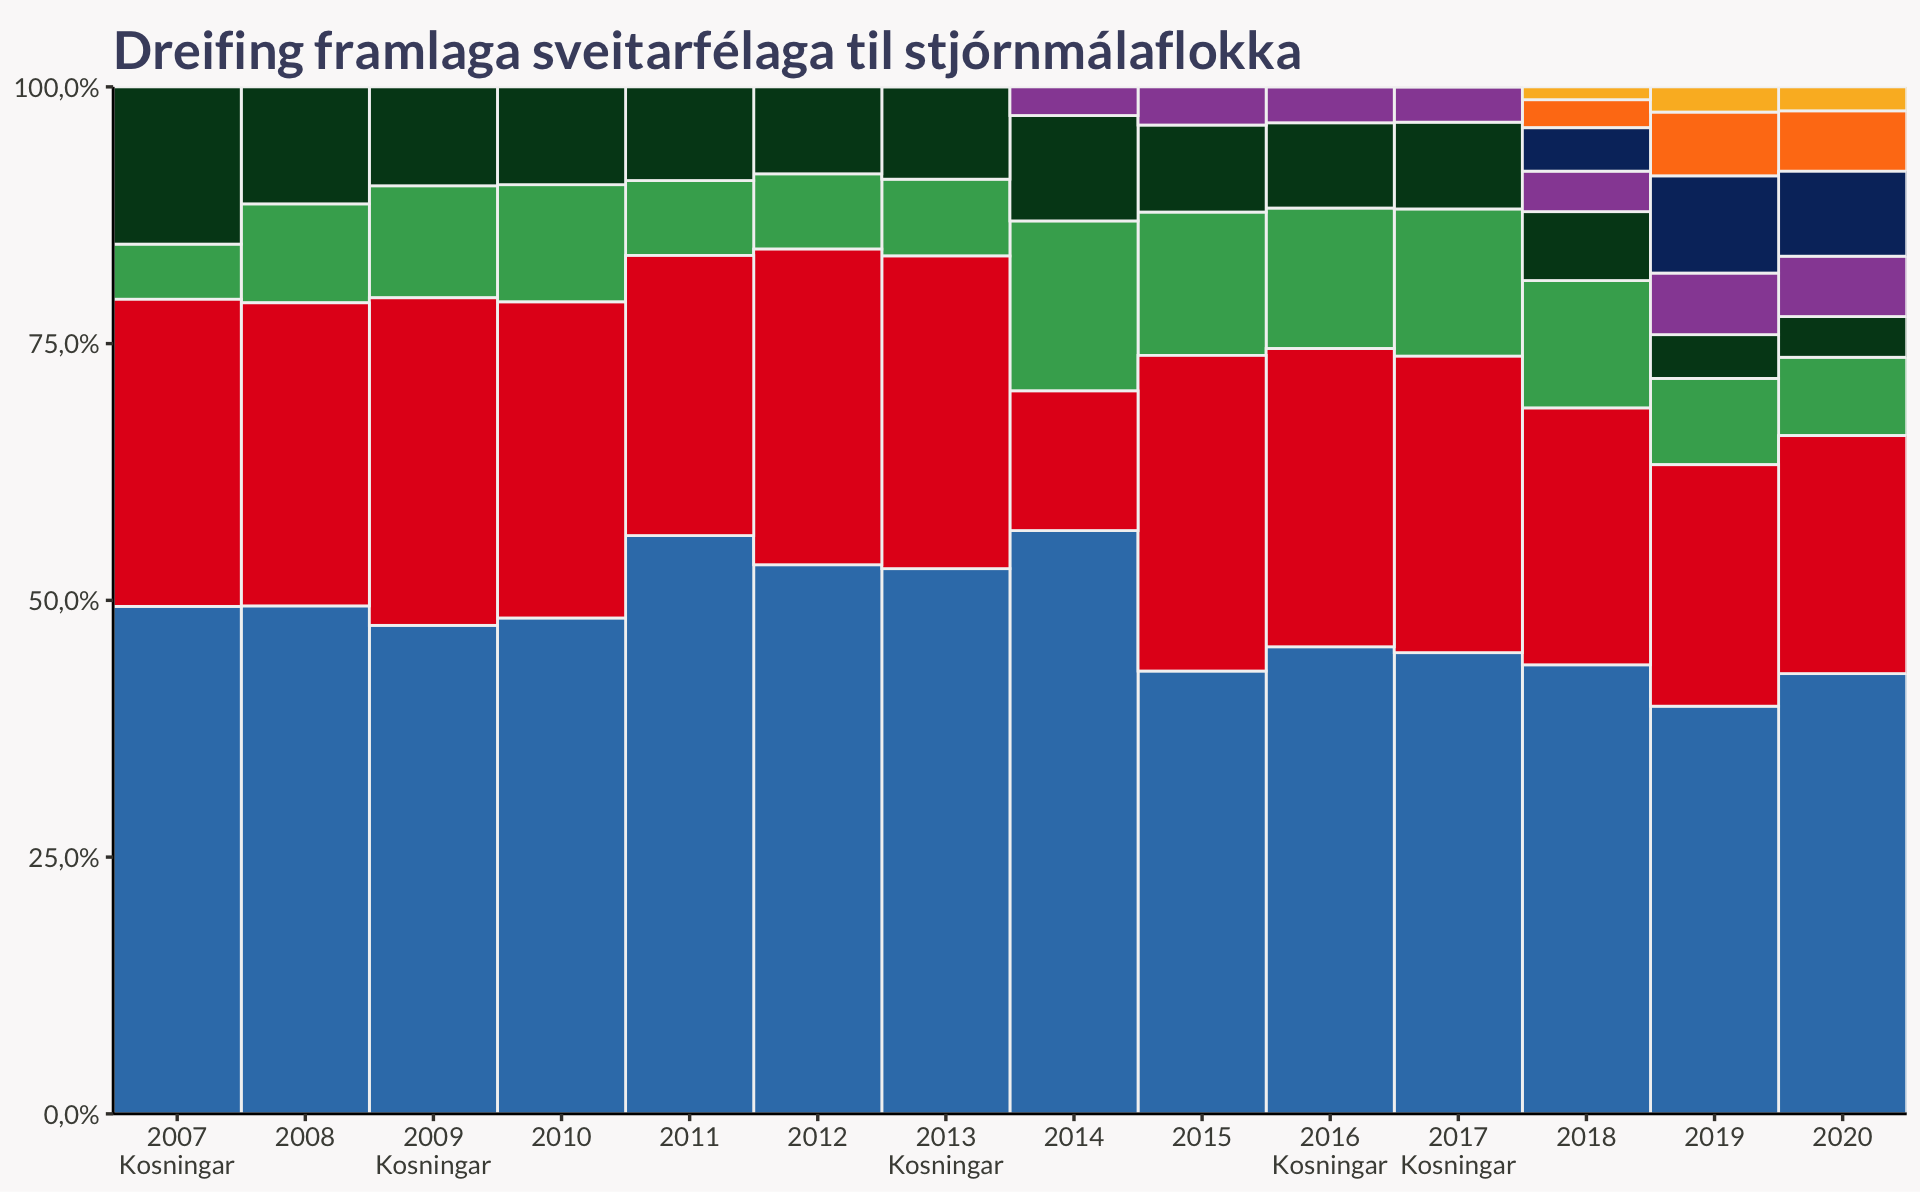 Dreifing framlaga sveitarfélaga til stjórnmálaflokka
100,0%
75,0%
50,0%
25,0%
0,0%
2007 2008 2009 2010 2011 2012 2013 2014 2015 2016 2017 2018 2019 2020
Kosningar Kosningar Kosningar Kosningar Kosningar